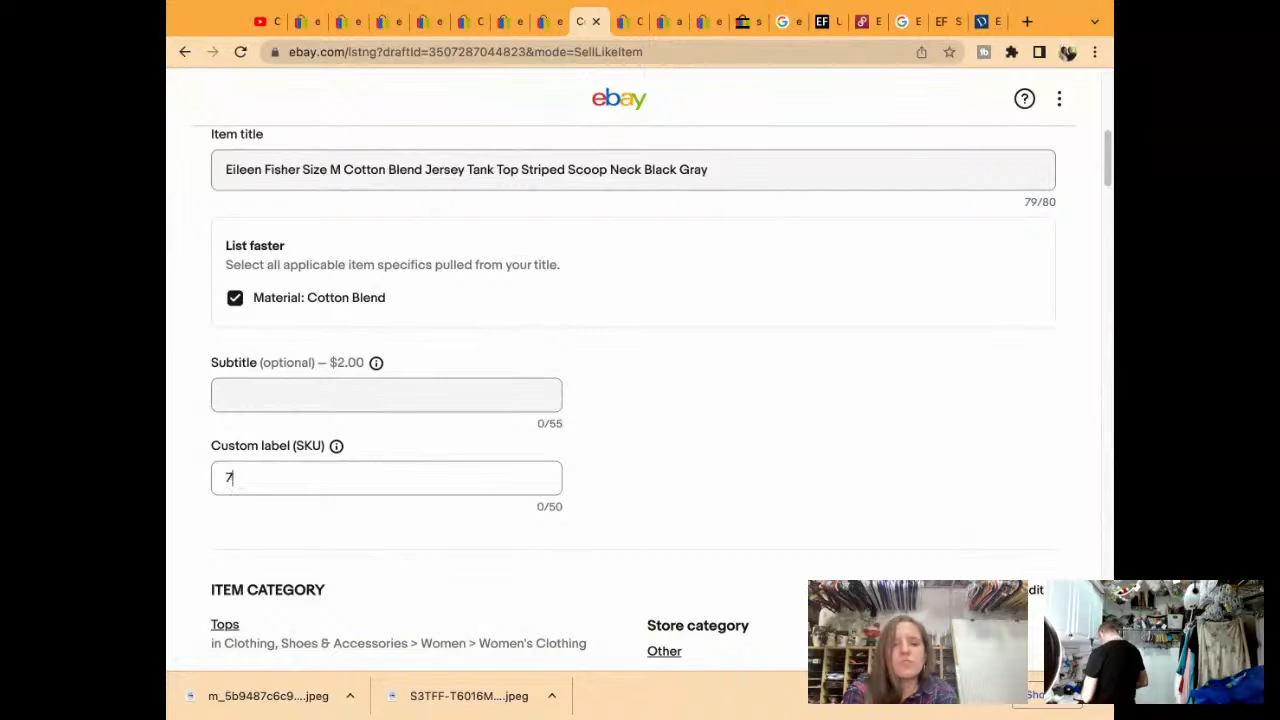 C e e e e C e e C C a e s e U E E S E
ebay.com/lstng?draftId=3507287044823&mode=SellLikeItem
ebay
Item title
Eileen Fisher Size M Cotton Blend Jersey Tank Top Striped Scoop Neck Black Gray
79/80
List faster
Select all applicable item specifics pulled from your title.
Material: Cotton Blend
Subtitle (optional) – $2.00
0/55
Custom label (SKU)
7
0/50
ITEM CATEGORY
dit
Tops
Store category
in Clothing, Shoes & Accessories > Women > Women's Clothing
Other
m_5b9487c6c9....jpeg
S3TFF-T6016M....jpeg
Sho